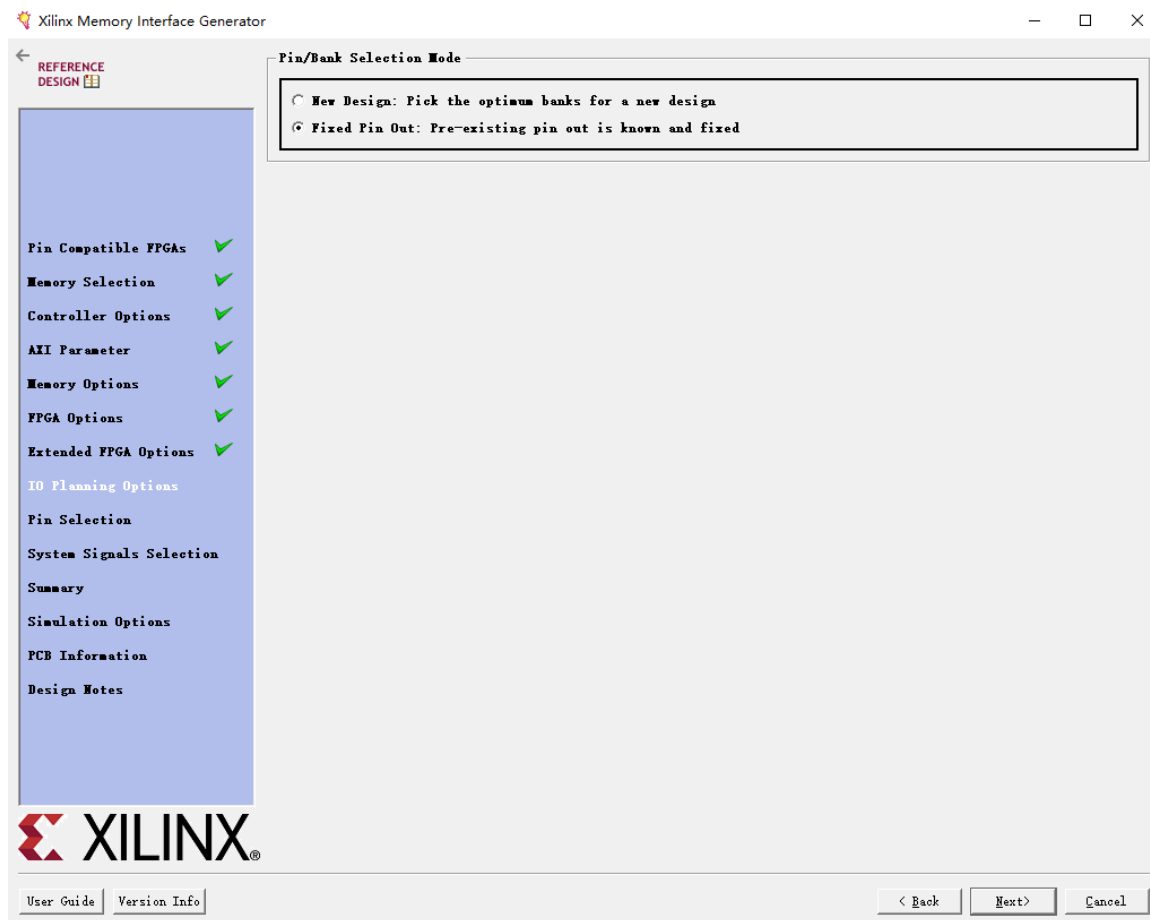 Xilinx Memory Interface Generator
REFERENCE
DESIGN
Pin/Bank Selection Mode
New Design: Pick the optimum banks for a new design
Fixed Pin Out: Pre-existing pin out is known and fixed
Pin Compatible FPGAs
Memory Selection
Controller Options
AXI Parameter
Memory Options
FPGA Options
Extended FPGA Options
IO Planning Options
Pin Selection
System Signals Selection
Summary
Simulation Options
PCB Information
Design Notes
XILINX®
User Guide
Version Info
< Back
Next>
Cancel